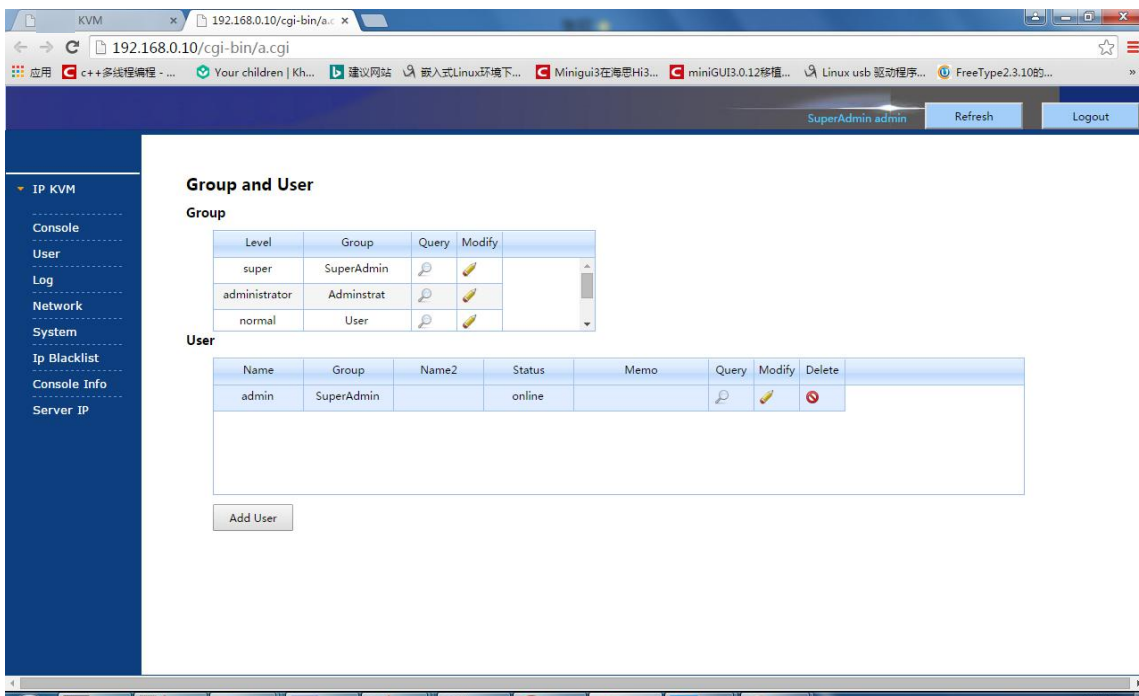 KVM
192.168.0.10/cgi-bin/a.c
192.168.0.10/cgi-bin/a.cgi
应用 c++多线程编程 - ... Your children | Kh... 建议网站 嵌入式Linux环境下... Minigui3在海思Hi3... miniGUI3.0.12移植... Linux usb 驱动程序... FreeType2.3.10的... »
SuperAdmin admin Refresh Logout
IP KVM
Console
User
Log
Network
System
Ip Blacklist
Console Info
Server IP
Group and User
Group
Level Group Query Modify
super SuperAdmin
administrator Adminstrat
normal User
User
Name Group Name2 Status Memo Query Modify Delete
admin SuperAdmin online
Add User